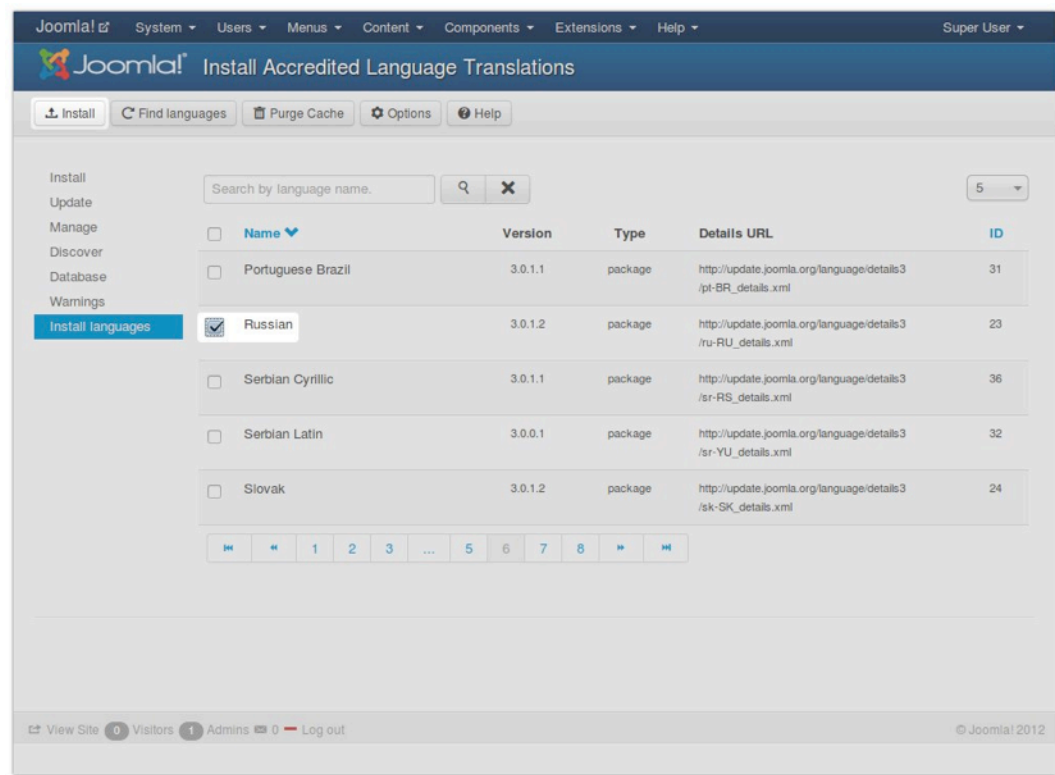 Joomla! System Users Menus Content Components Extensions Help Super User
Joomla!® Install Accredited Language Translations
Install Find languages Purge Cache Options Help
Install
Update
Manage
Discover
Database
Warnings
Install languages
Search by language name. 5
Name Version Type Details URL ID
Portuguese Brazil 3.0.1.1 package http://update.joomla.org/language/details3 31
/pt-BR_details.xml
Russian 3.0.1.2 package http://update.joomla.org/language/details3 23
/ru-RU_details.xml
Serbian Cyrillic 3.0.1.1 package http://update.joomla.org/language/details3 36
/sr-RS_details.xml
Serbian Latin 3.0.0.1 package http://update.joomla.org/language/details3 32
/sr-YU_details.xml
Slovak 3.0.1.2 package http://update.joomla.org/language/details3 24
/sk-SK_details.xml
1 2 3 ... 5 6 7 8
View Site 0 Visitors 1 Admins 0 Log out © Joomla! 2012